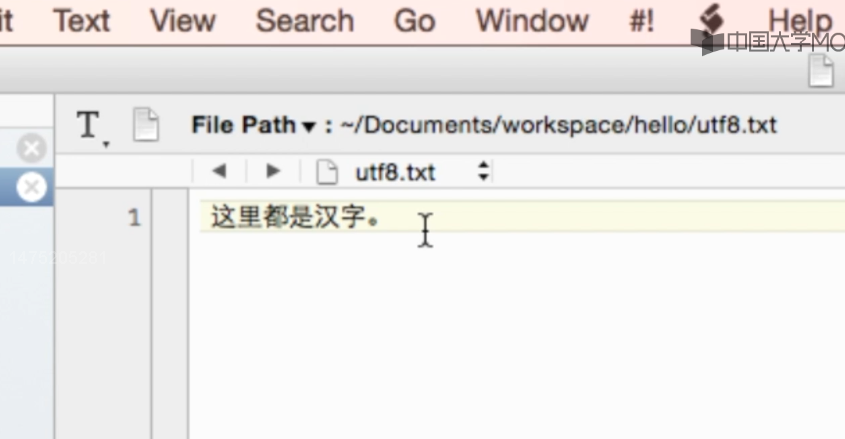 Text View Search Go Window #! Help
中国大学MO
File Path ▾ : ~/Documents/workspace/hello/utf8.txt
utf8.txt
1 这里都是汉字。